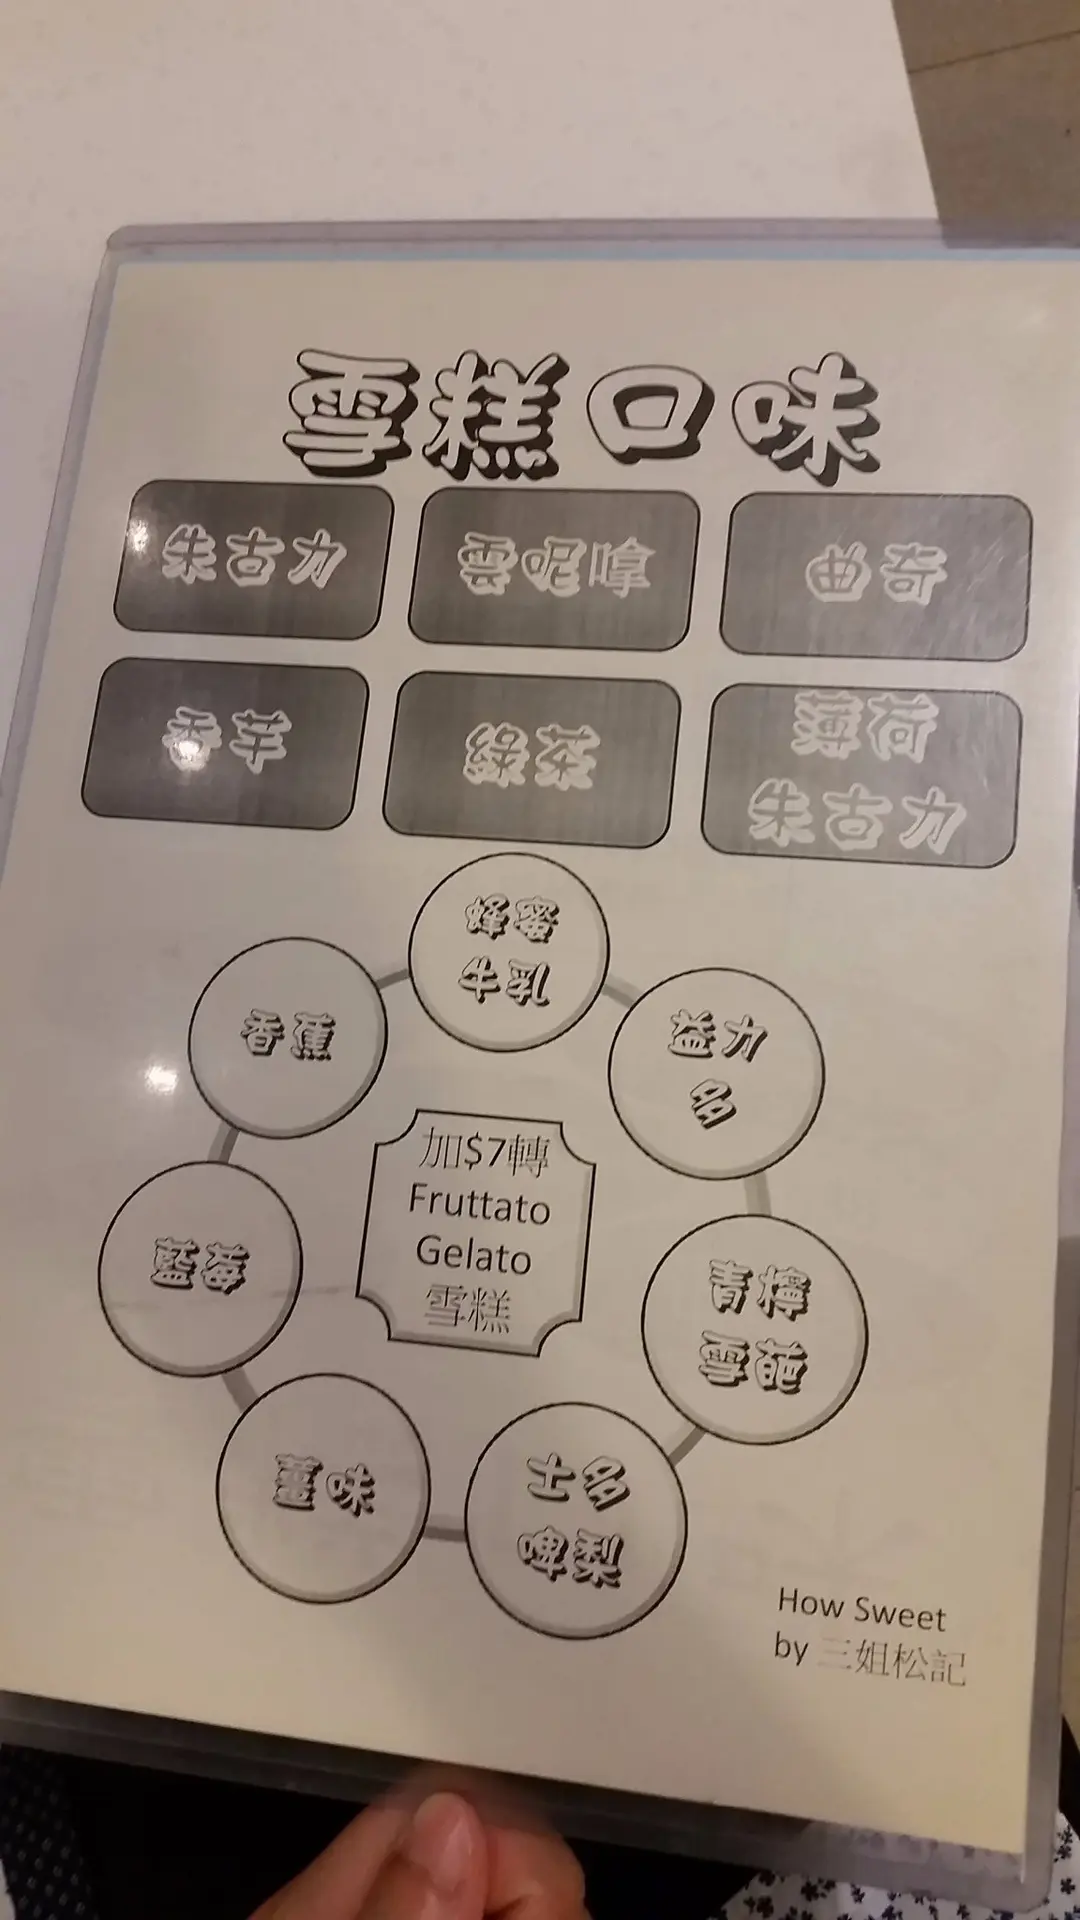 雪糕口味
朱古力
雲呢嗱
曲奇
香芋
綠茶
薄荷
朱古力
蜂蜜
牛乳
香蕉
益力
多
加$7轉
Fruttato
Gelato
雪糕
藍莓
青檸
雪葩
薑味
士多
啤梨
How Sweet
by 三姐松記